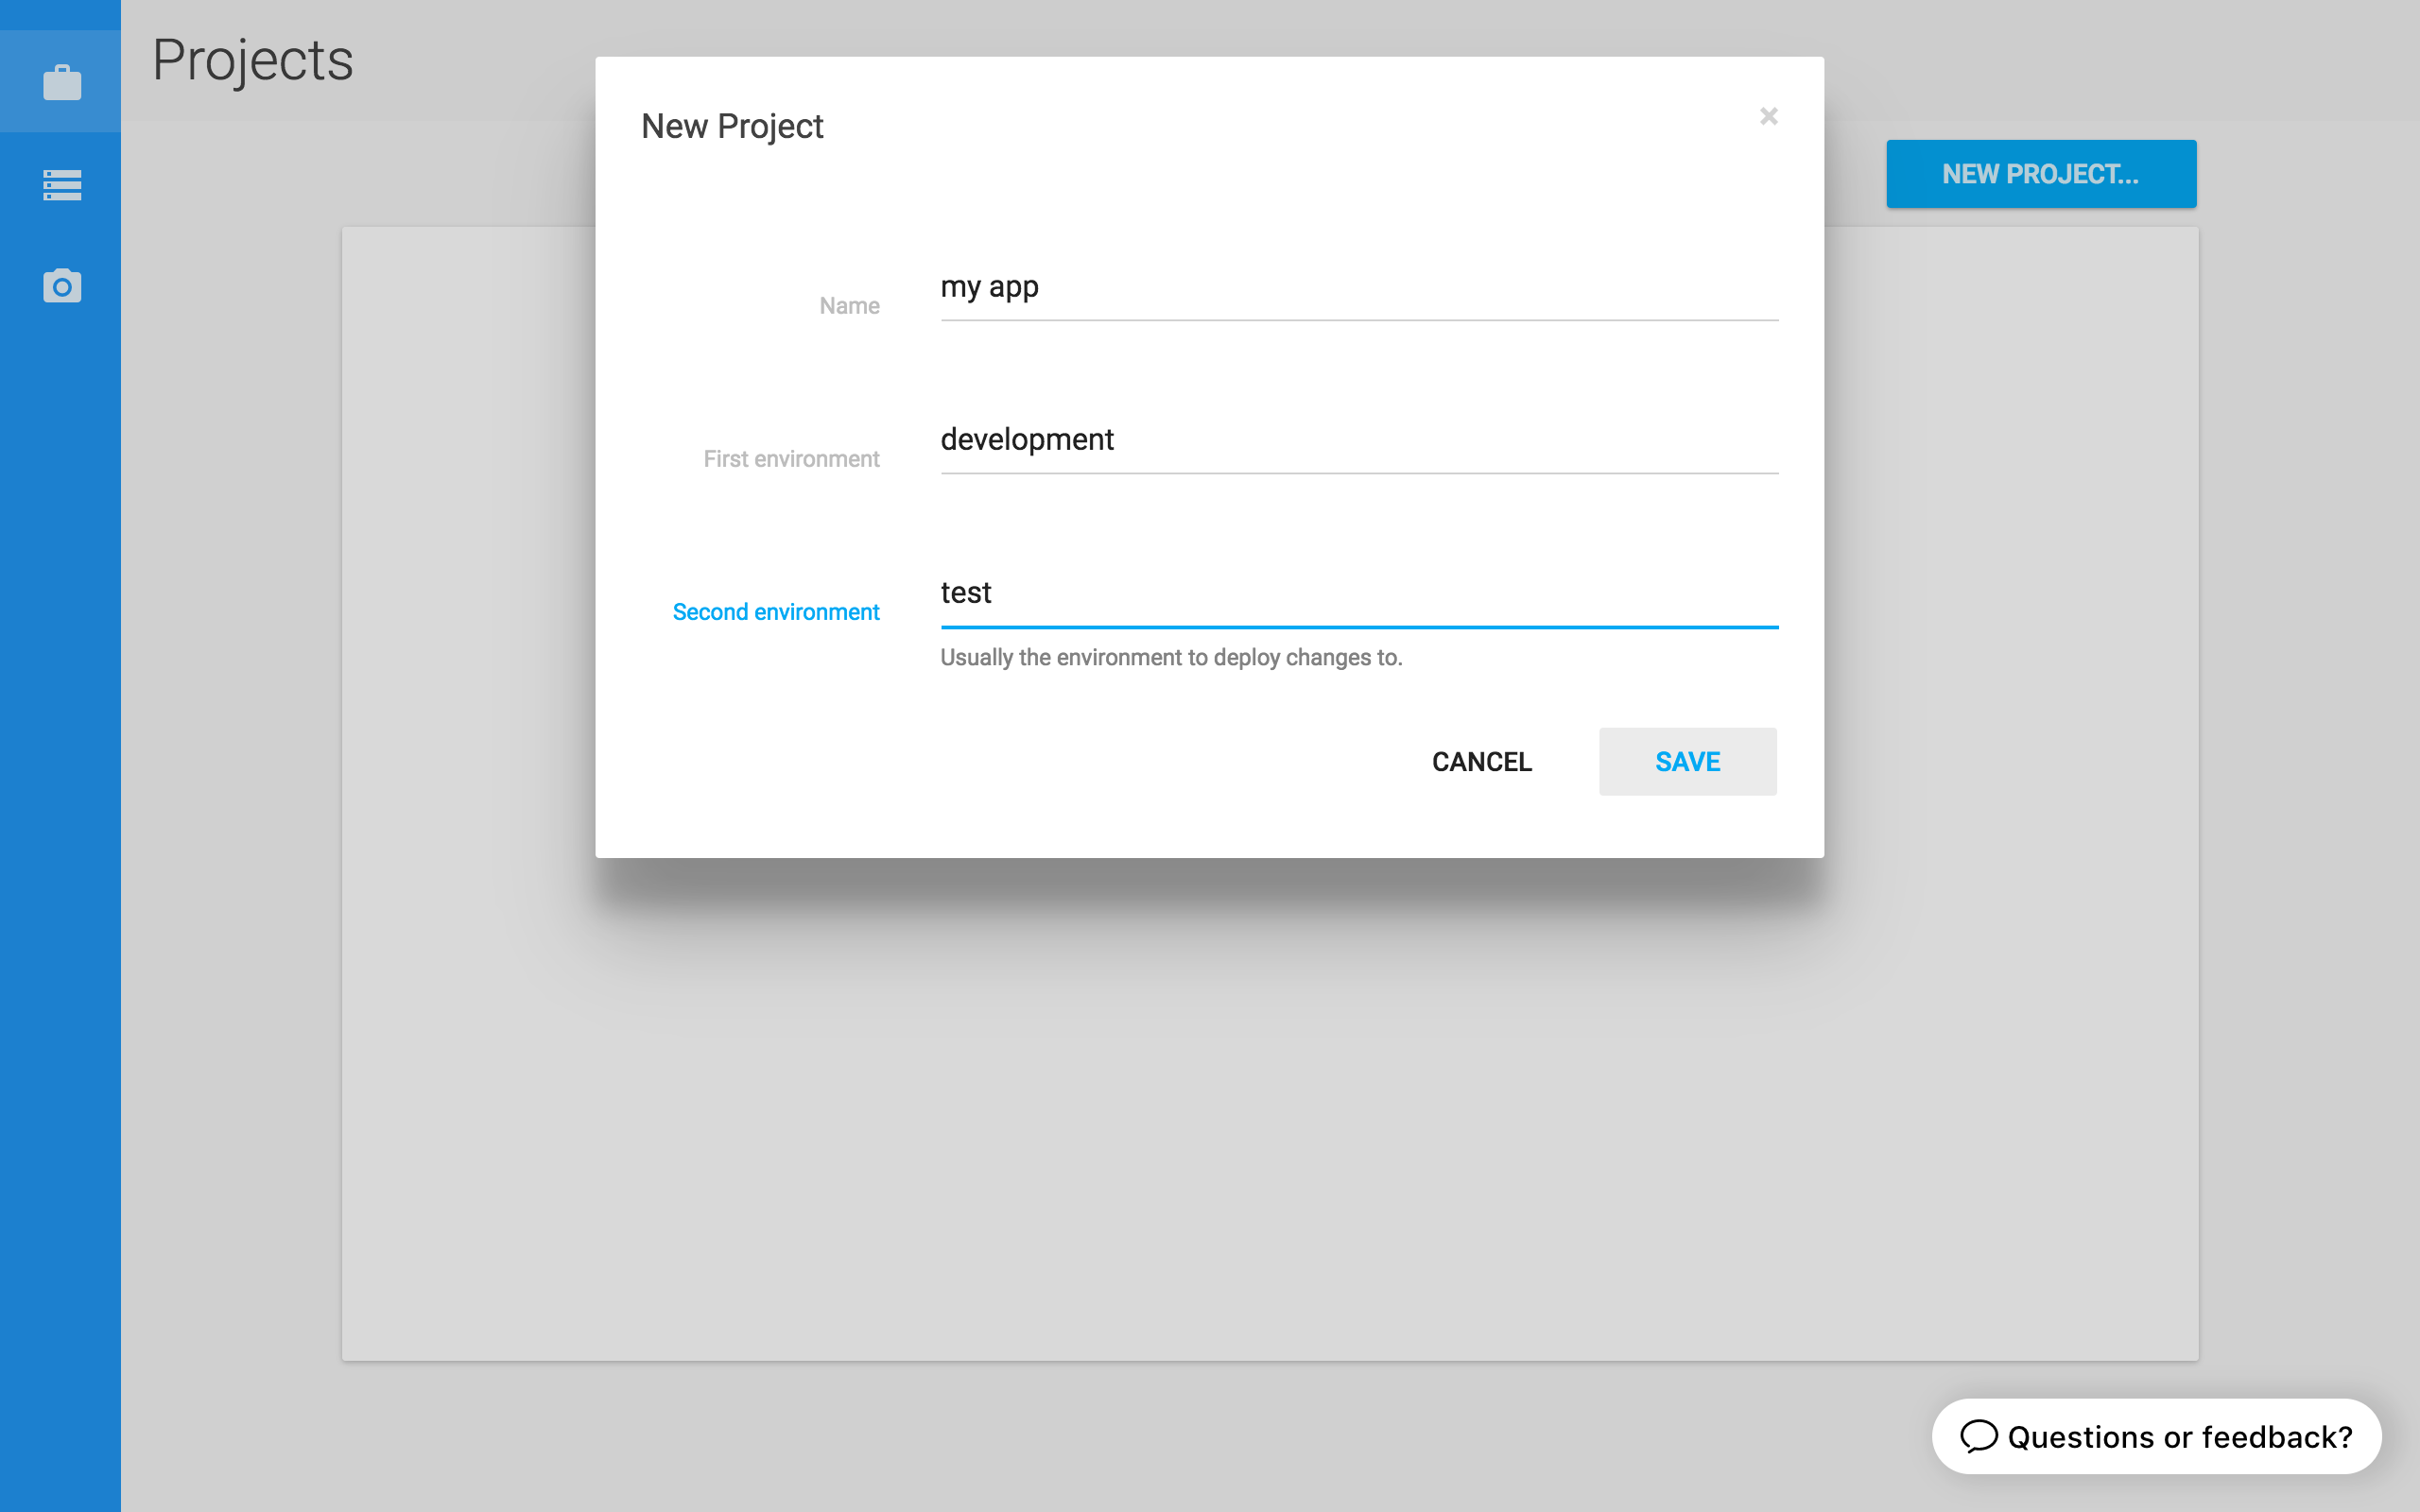 Projects
New Project
×
NEW PROJECT...
Name
my app
First environment
development
Second environment
test
Usually the environment to deploy changes to.
CANCEL
SAVE
Questions or feedback?